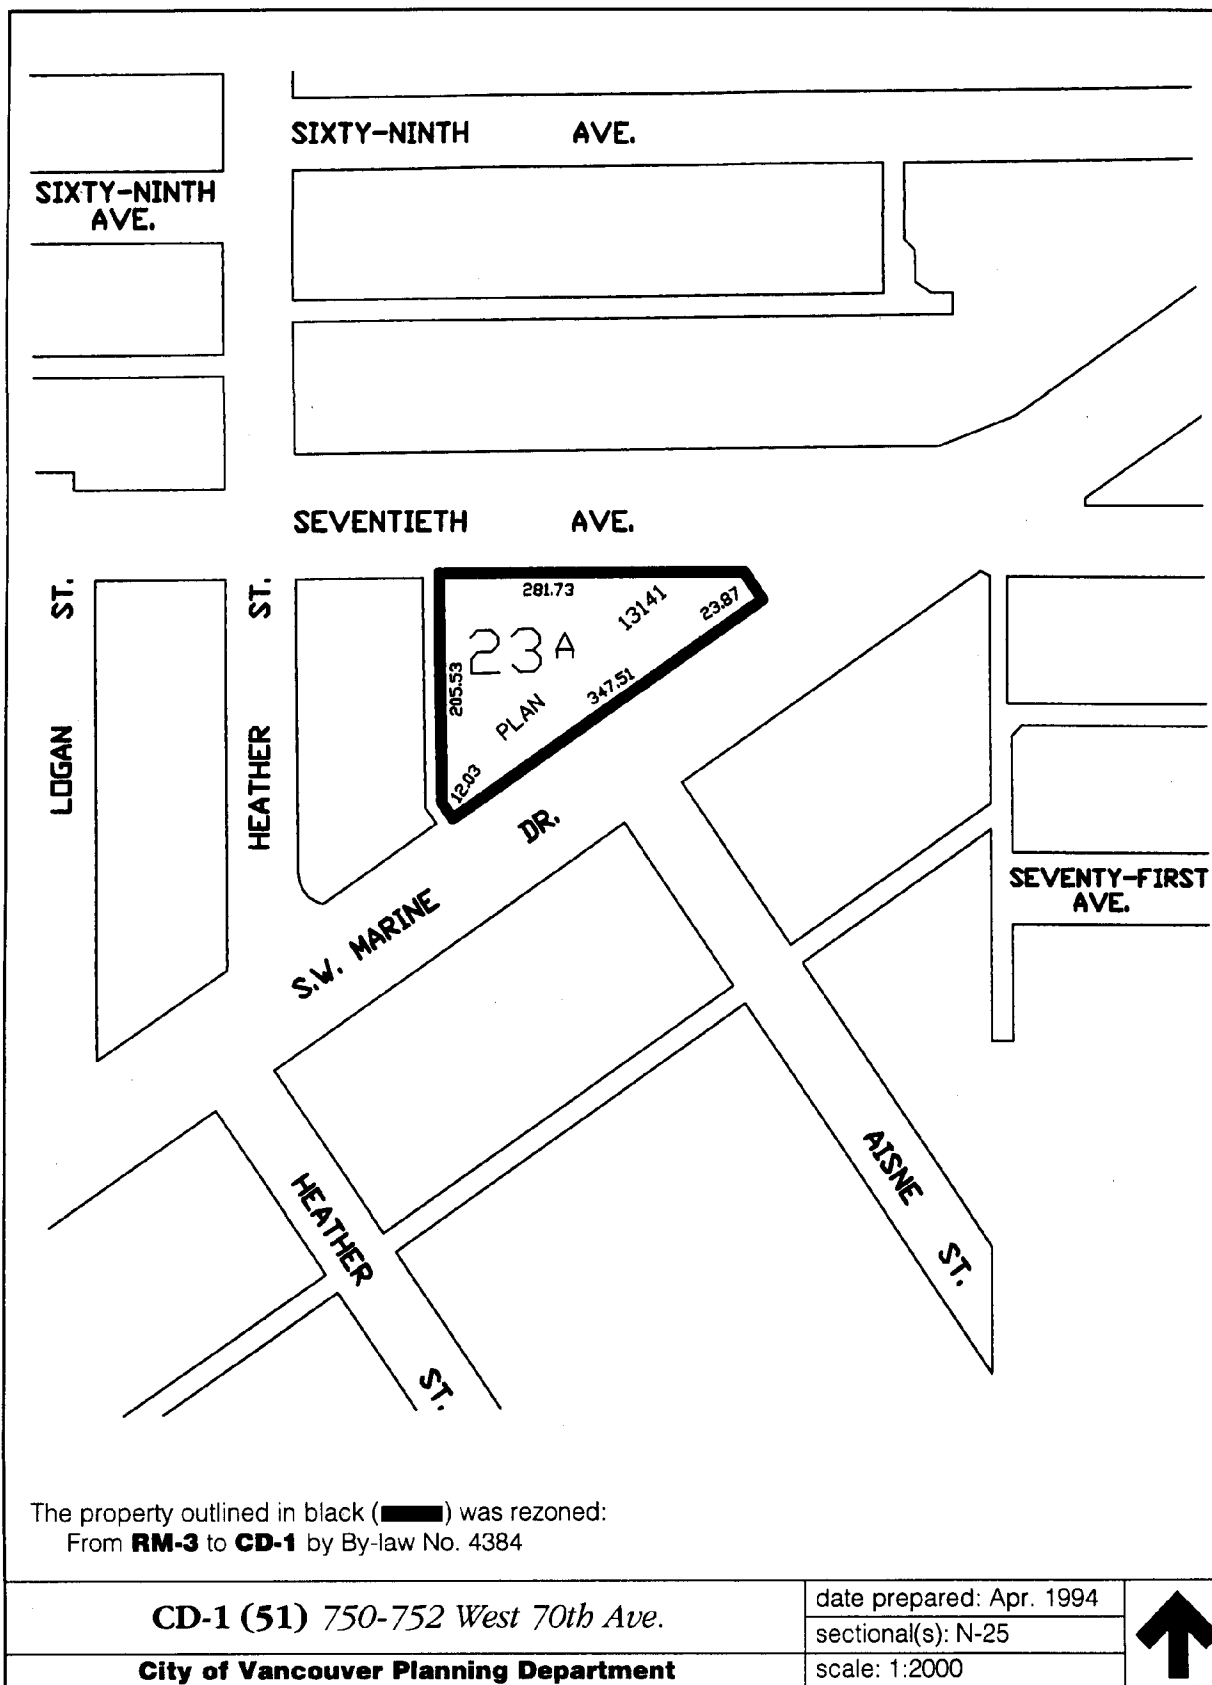 SIXTY-NINTH AVE.
SIXTY-NINTH
AVE.
SEVENTIETH AVE.
LOGAN ST.
HEATHER ST.
281.73
205.53
23A
13141
23.87
347.51
PLAN
12.03
S.W. MARINE DR.
SEVENTY-FIRST
AVE.
HEATHER ST.
AISNE ST.
The property outlined in black ( ) was rezoned:
From RM-3 to CD-1 by By-law No. 4384
CD-1 (51) 750-752 West 70th Ave.
City of Vancouver Planning Department
date prepared: Apr. 1994
sectional(s): N-25
scale: 1:2000